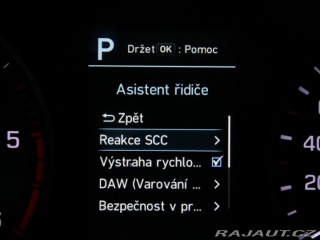 P Držet OK : Pomoc
Asistent řidiče
Zpět
Reakce SCC
Výstraha rychlo...
DAW (Varování ...
Bezpečnost v pr...
5
60
40
20
RAJAUT.CZ